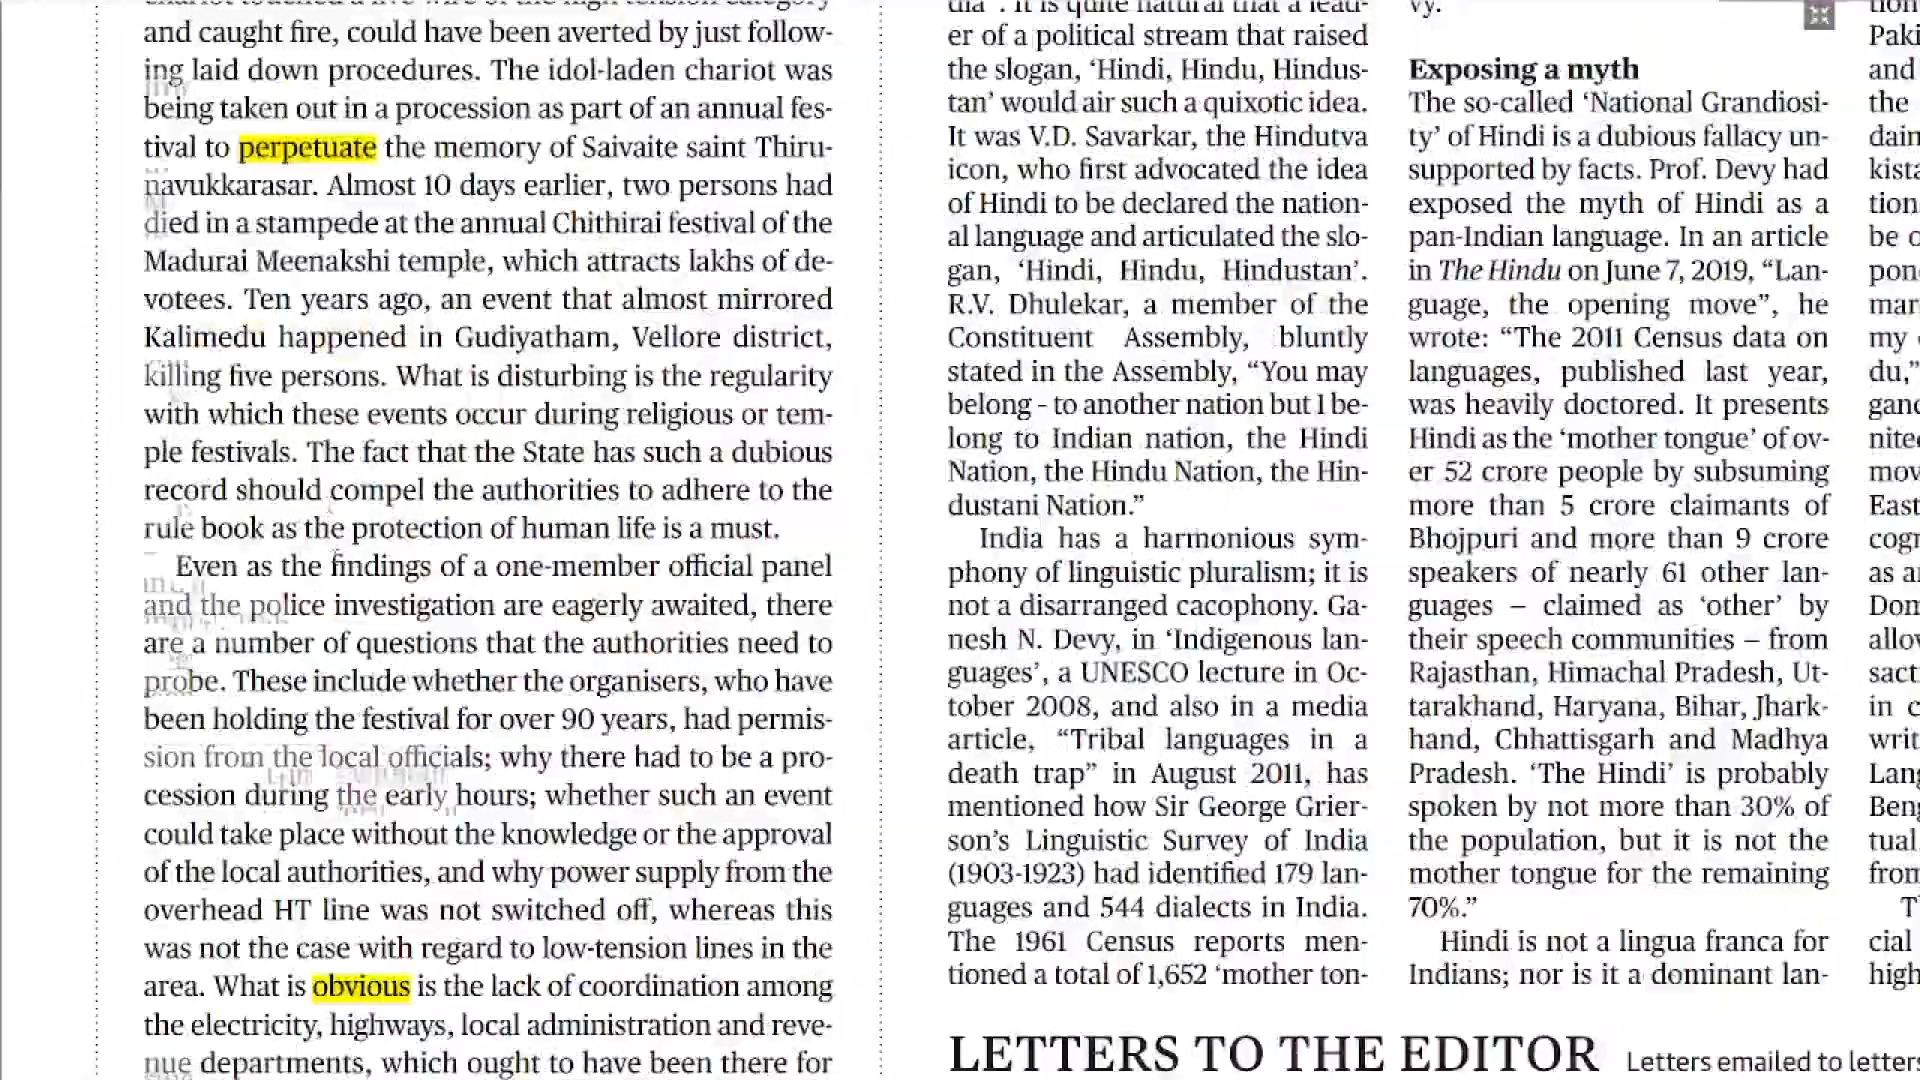 and caught fire, could have been averted by just follow-
ing laid down procedures. The idol-laden chariot was
being taken out in a procession as part of an annual fes-
tival to perpetuate the memory of Saivaite saint Thiru-
navukkarasar. Almost 10 days earlier, two persons had
died in a stampede at the annual Chithirai festival of the
Madurai Meenakshi temple, which attracts lakhs of de-
votees. Ten years ago, an event that almost mirrored
Kalimedu happened in Gudiyatham, Vellore district,
killing five persons. What is disturbing is the regularity
with which these events occur during religious or tem-
ple festivals. The fact that the State has such a dubious
record should compel the authorities to adhere to the
rule book as the protection of human life is a must.
Even as the findings of a one-member official panel
and the police investigation are eagerly awaited, there
are a number of questions that the authorities need to
probe. These include whether the organisers, who have
been holding the festival for over 90 years, had permis-
sion from the local officials; why there had to be a pro-
cession during the early hours; whether such an event
could take place without the knowledge or the approval
of the local authorities, and why power supply from the
overhead HT line was not switched off, whereas this
was not the case with regard to low-tension lines in the
area. What is obvious is the lack of coordination among
the electricity, highways, local administration and reve-
nue departments, which ought to have been there for
dia'. It is quite natural that a lead-
er of a political stream that raised
the slogan, ‘Hindi, Hindu, Hindus-
tan’ would air such a quixotic idea.
It was V.D. Savarkar, the Hindutva
icon, who first advocated the idea
of Hindi to be declared the nation-
al language and articulated the slo-
gan, ‘Hindi, Hindu, Hindustan’.
R.V. Dhulekar, a member of the
Constituent Assembly, bluntly
stated in the Assembly, “You may
belong - to another nation but I be-
long to Indian nation, the Hindi
Nation, the Hindu Nation, the Hin-
dustani Nation.”
India has a harmonious sym-
phony of linguistic pluralism; it is
not a disarranged cacophony. Ga-
nesh N. Devy, in ‘Indigenous lan-
guages’, a UNESCO lecture in Oc-
tober 2008, and also in a media
article, “Tribal languages in a
death trap” in August 2011, has
mentioned how Sir George Grier-
son’s Linguistic Survey of India
(1903-1923) had identified 179 lan-
guages and 544 dialects in India.
The 1961 Census reports men-
tioned a total of 1,652 ‘mother ton-
vy.
Exposing a myth
The so-called ‘National Grandiosi-
ty’ of Hindi is a dubious fallacy un-
supported by facts. Prof. Devy had
exposed the myth of Hindi as a
pan-Indian language. In an article
in The Hindu on June 7, 2019, “Lan-
guage, the opening move”, he
wrote: “The 2011 Census data on
languages, published last year,
was heavily doctored. It presents
Hindi as the ‘mother tongue’ of ov-
er 52 crore people by subsuming
more than 5 crore claimants of
Bhojpuri and more than 9 crore
speakers of nearly 61 other lan-
guages – claimed as ‘other’ by
their speech communities – from
Rajasthan, Himachal Pradesh, Ut-
tarakhand, Haryana, Bihar, Jhark-
hand, Chhattisgarh and Madhya
Pradesh. ‘The Hindi’ is probably
spoken by not more than 30% of
the population, but it is not the
mother tongue for the remaining
70%.”
Hindi is not a lingua franca for
Indians; nor is it a dominant lan-
and
the
be
my
du,”
as
in
cial
high
LETTERS TO THE EDITOR Letters emailed to letters